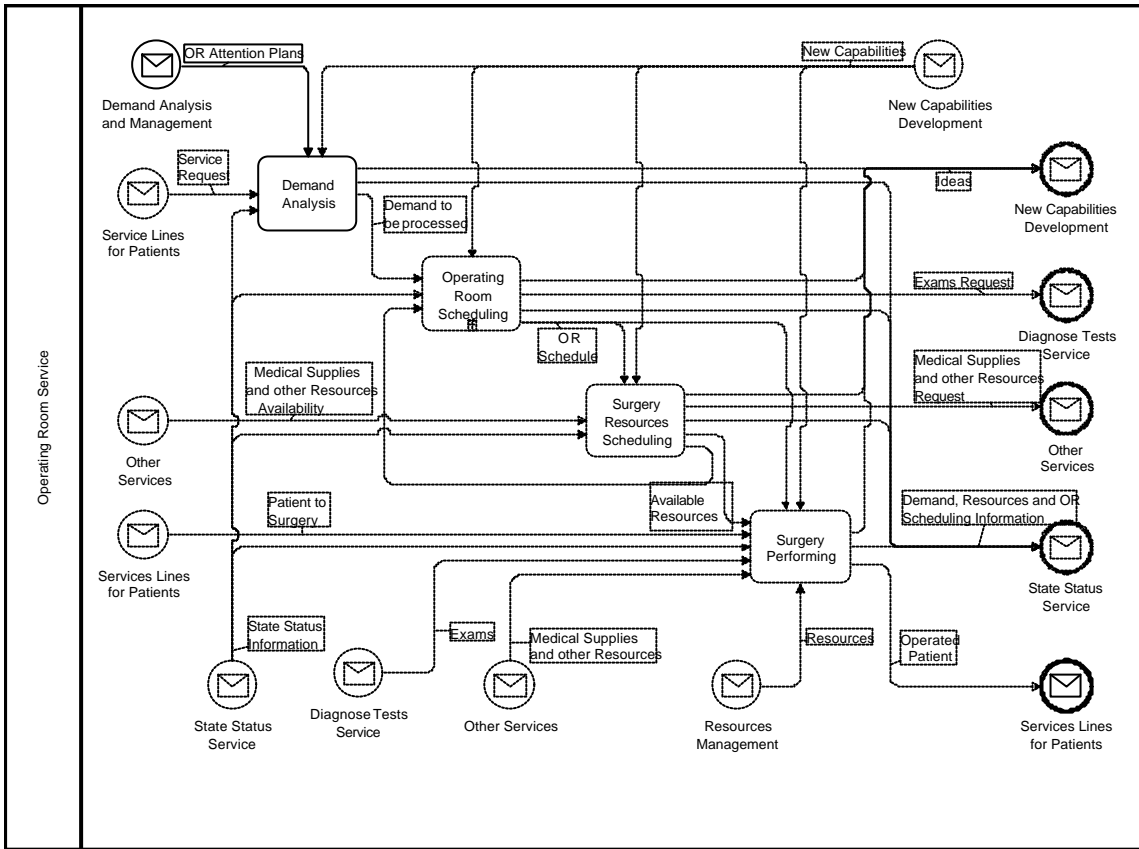 Operating Room Service
OR Attention Plans
New Capabilities
Demand Analysis
and Management
New Capabilities
Development
Service
Request
Demand
Analysis
Ideas
Service Lines
for Patients
Demand to
be processed
New Capabilities
Development
Operating
Room
Scheduling
Exams Request
OR
Schedule
Diagnose Tests
Service
Medical Supplies
and other Resources
Availability
Medical Supplies
and other Resources
Request
Surgery
Resources
Scheduling
Other
Services
Other
Services
Patient to
Surgery
Available
Resources
Demand, Resources and OR
Scheduling Information
Surgery
Performing
Services Lines
for Patients
State Status
Service
State Status
Information
Exams
Medical Supplies
and other Resources
Resources
Operated
Patient
State Status
Service
Diagnose Tests
Service
Other Services
Resources
Management
Services Lines
for Patients